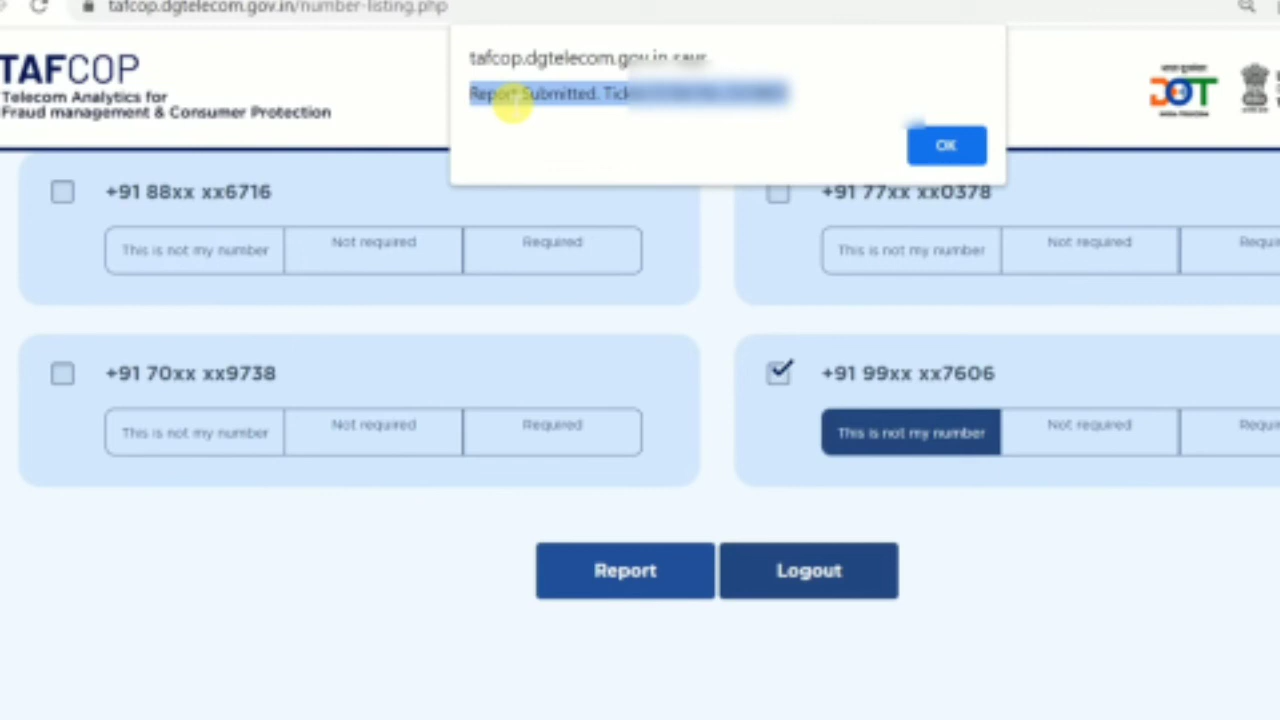 tafcop.dgtelecom.gov.in/number-listing.php
tafcop.dgtelecom.gov.in says
Report Submitted.
OK
TAFCOP
Telecom Analytics for
Fraud management & Consumer Protection
DOT
+91 88xx xx6716
This is not my number
Not required
Required
+91 77xx xx0378
This is not my number
Not required
+91 70xx xx9738
This is not my number
Not required
Required
+91 99xx xx7606
This is not my number
Not required
Report
Logout